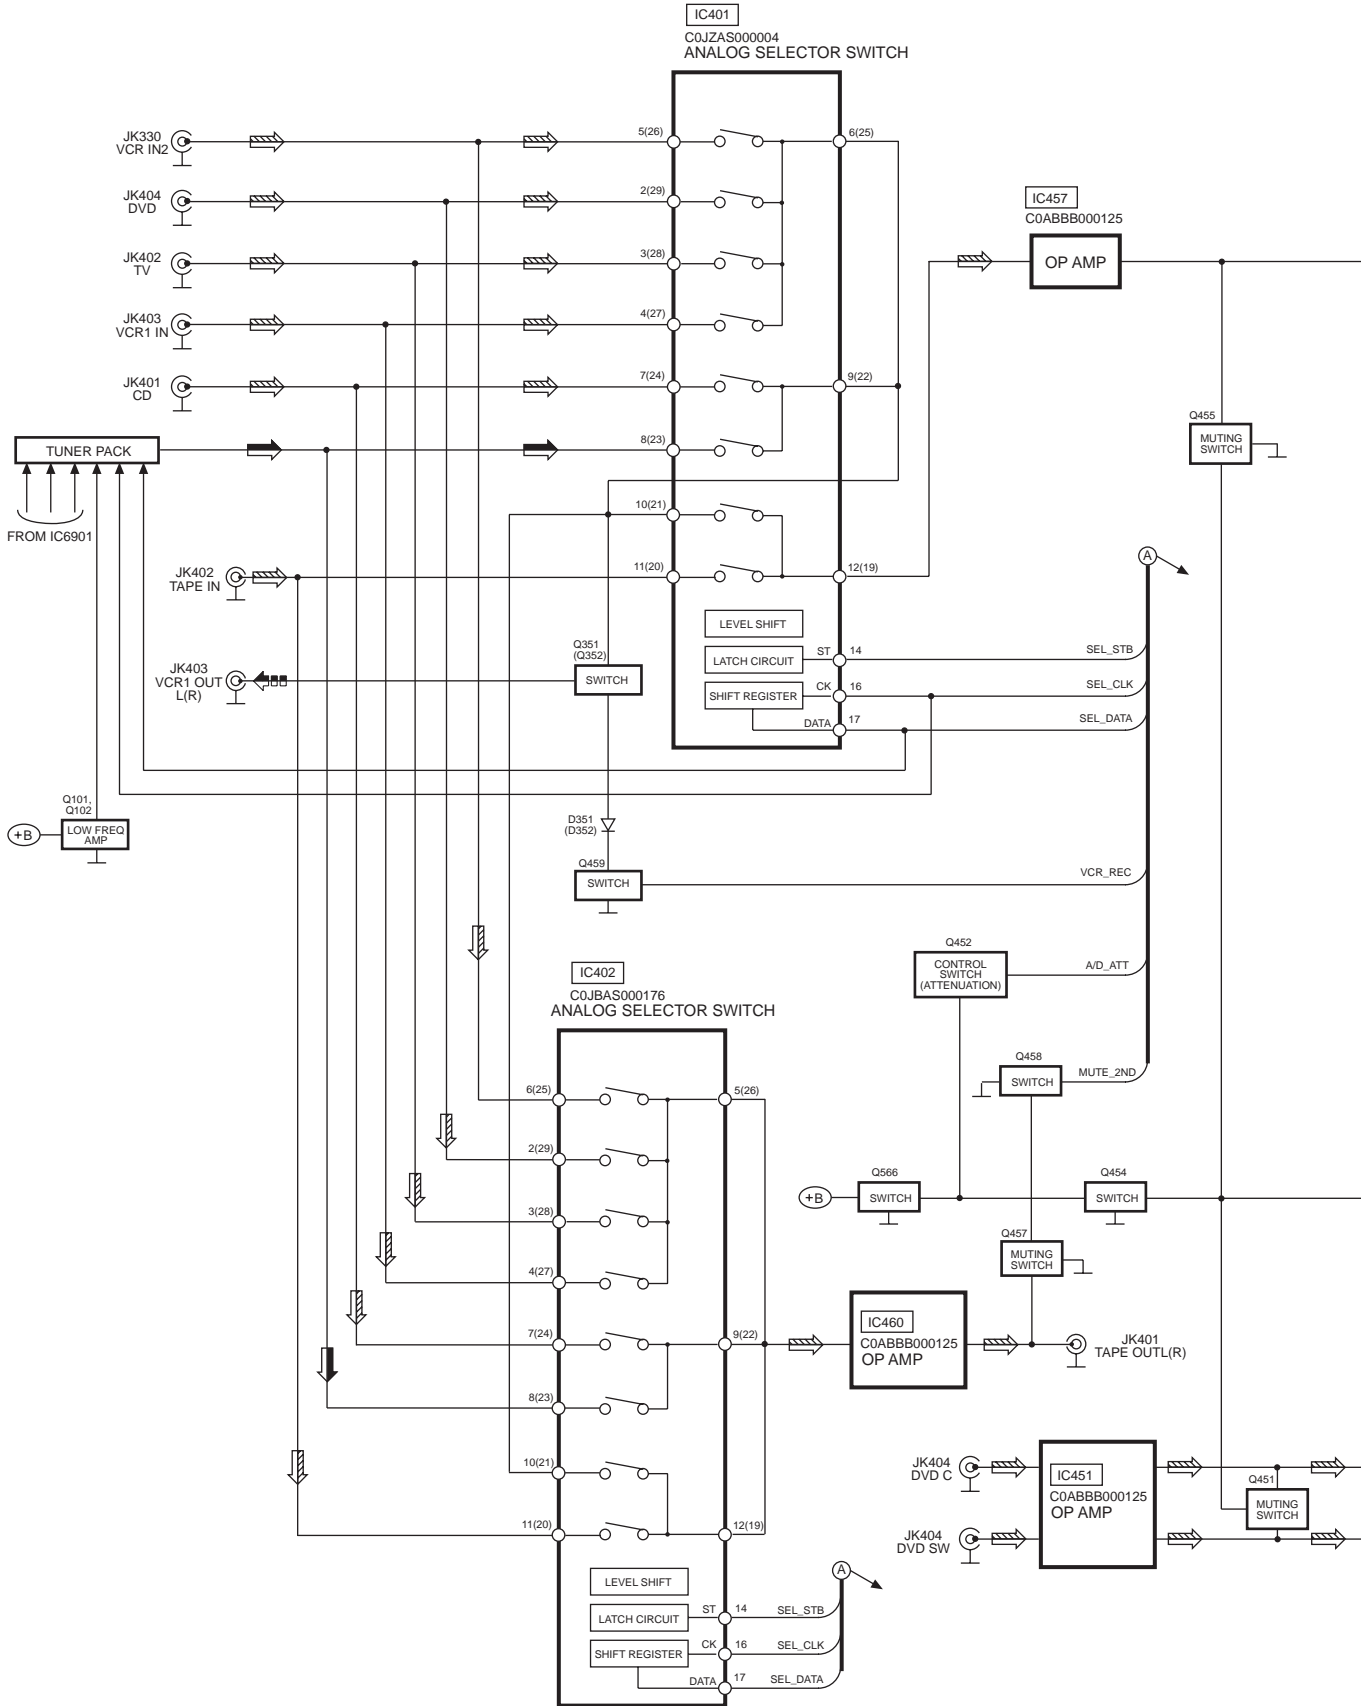 IC401
C0JZAS000004
ANALOG SELECTOR SWITCH
JK330
VCR IN2
5(26)
6(25)
JK404
DVD
2(29)
IC457
C0ABBB000125
OP AMP
JK402
TV
3(28)
JK403
VCR1 IN
4(27)
JK401
CD
7(24)
9(22)
Q455
MUTING
SWITCH
TUNER PACK
8(23)
FROM IC6901
10(21)
JK402
TAPE IN
11(20)
12(19)
A
LEVEL SHIFT
LATCH CIRCUIT
ST
14
SEL_STB
SHIFT REGISTER
CK
16
SEL_CLK
DATA
17
SEL_DATA
JK403
VCR1 OUT
L(R)
Q351
(Q352)
SWITCH
Q101,
Q102
+B
LOW FREQ
AMP
D351
(D352)
Q459
SWITCH
VCR_REC
Q452
CONTROL
SWITCH
(ATTENUATION)
A/D_ATT
IC402
C0JBAS000176
ANALOG SELECTOR SWITCH
Q458
SWITCH
MUTE_2ND
6(25)
5(26)
2(29)
+B
Q566
SWITCH
Q454
SWITCH
3(28)
Q457
MUTING
SWITCH
4(27)
7(24)
9(22)
IC460
C0ABBB000125
OP AMP
JK401
TAPE OUTL(R)
8(23)
10(21)
JK404
DVD C
IC451
C0ABBB000125
OP AMP
Q451
MUTING
SWITCH
11(20)
12(19)
JK404
DVD SW
A
LEVEL SHIFT
LATCH CIRCUIT
ST
14
SEL_STB
SHIFT REGISTER
CK
16
SEL_CLK
DATA
17
SEL_DATA